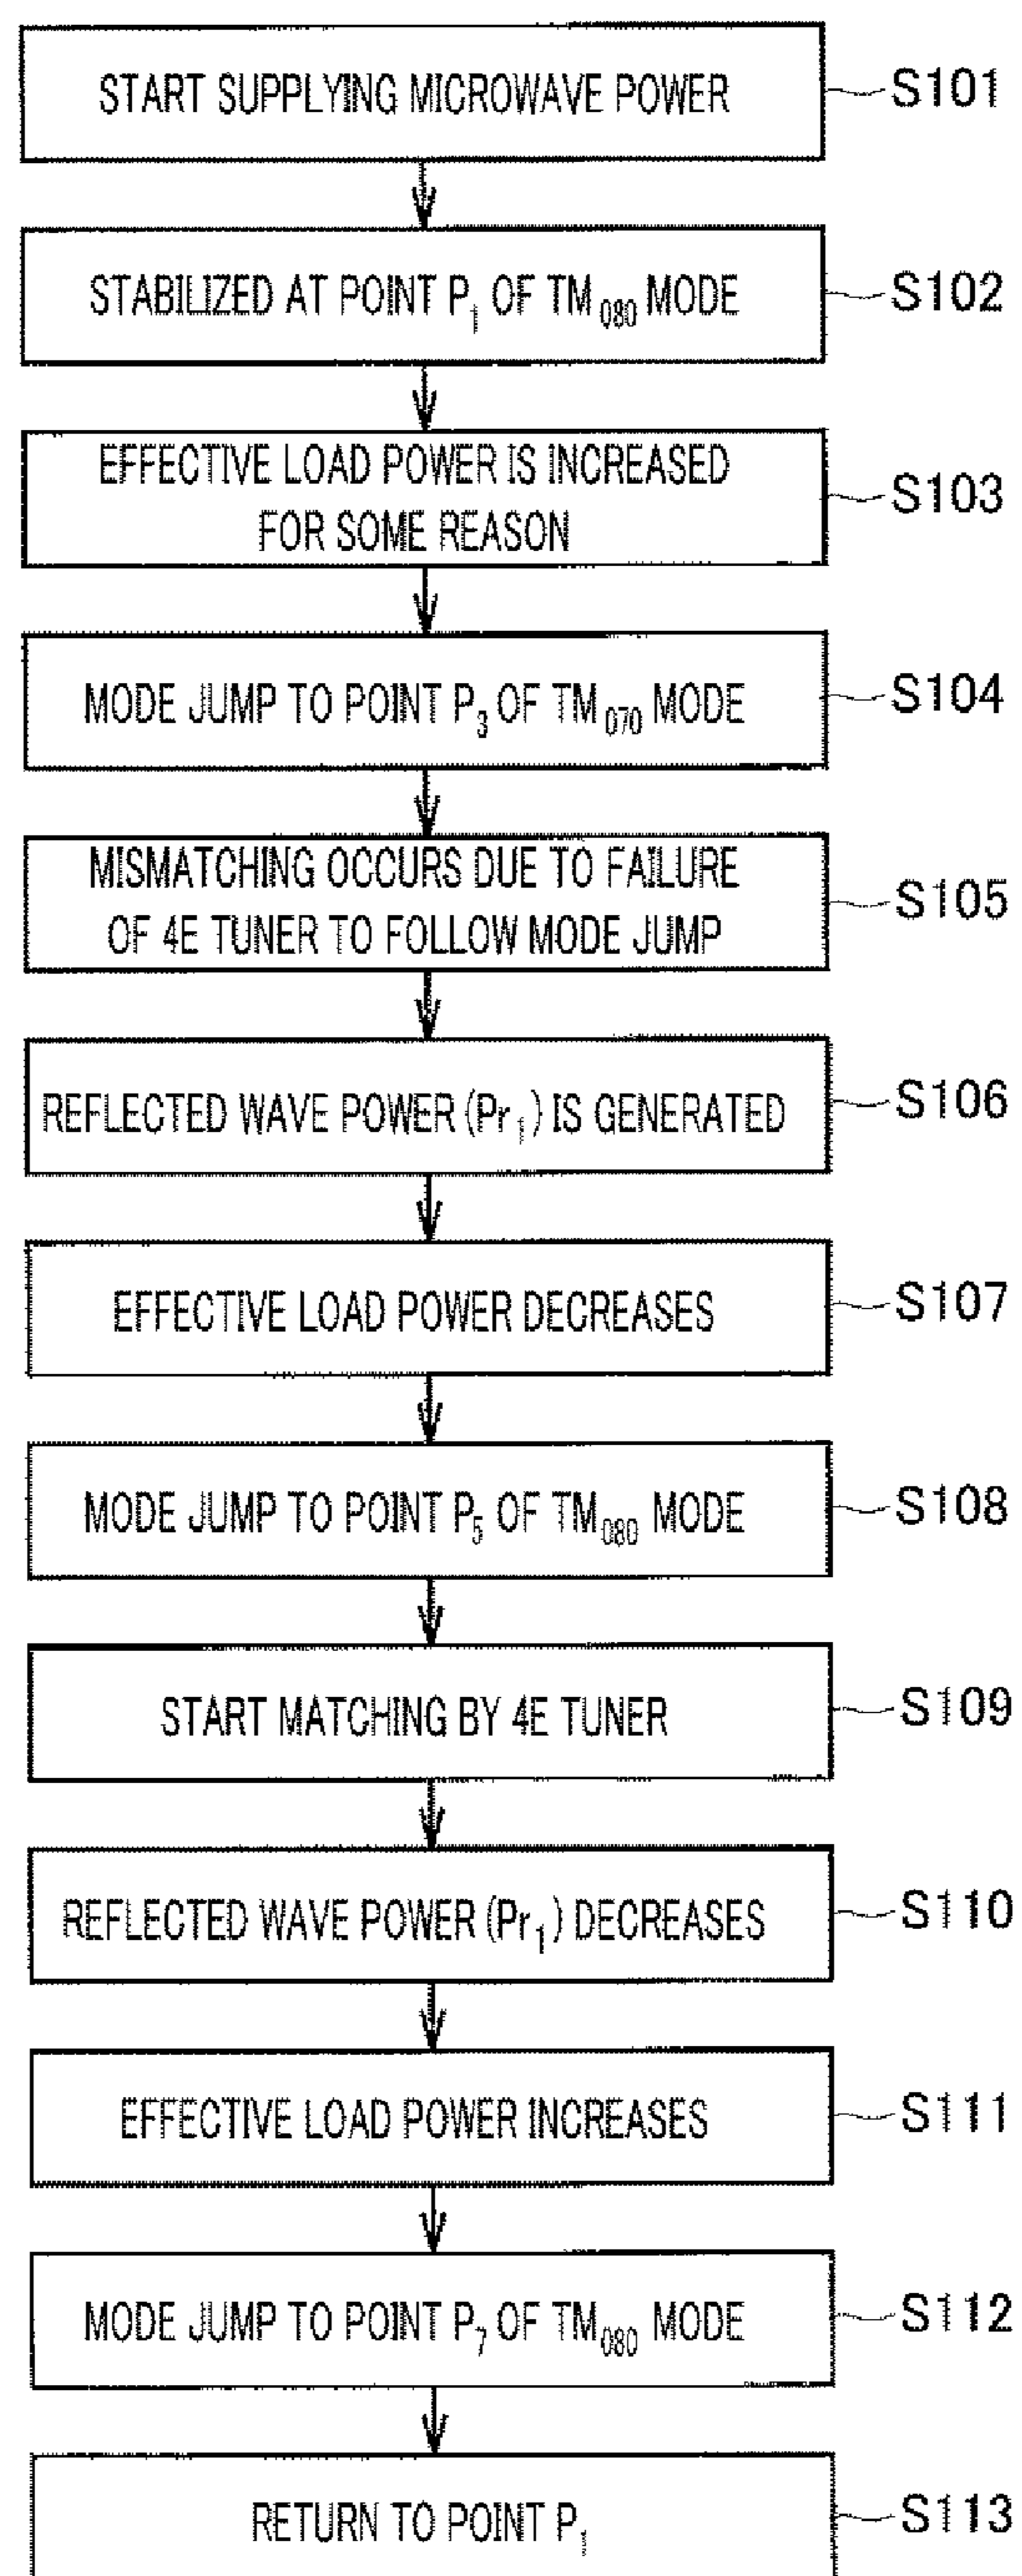 START SUPPLYING MICROWAVE POWER
S101
STABILIZED AT POINT P1 OF TM080 MODE
S102
EFFECTIVE LOAD POWER IS INCREASED
FOR SOME REASON
S103
MODE JUMP TO POINT P3 OF TM070 MODE
S104
MISMATCHING OCCURS DUE TO FAILURE
OF 4E TUNER TO FOLLOW MODE JUMP
S105
REFLECTED WAVE POWER (Pr1) IS GENERATED
S106
EFFECTIVE LOAD POWER DECREASES
S107
MODE JUMP TO POINT P5 OF TM080 MODE
S108
START MATCHING BY 4E TUNER
S109
REFLECTED WAVE POWER (Pr1) DECREASES
S110
EFFECTIVE LOAD POWER INCREASES
S111
MODE JUMP TO POINT P7 OF TM080 MODE
S112
RETURN TO POINT P1
S113